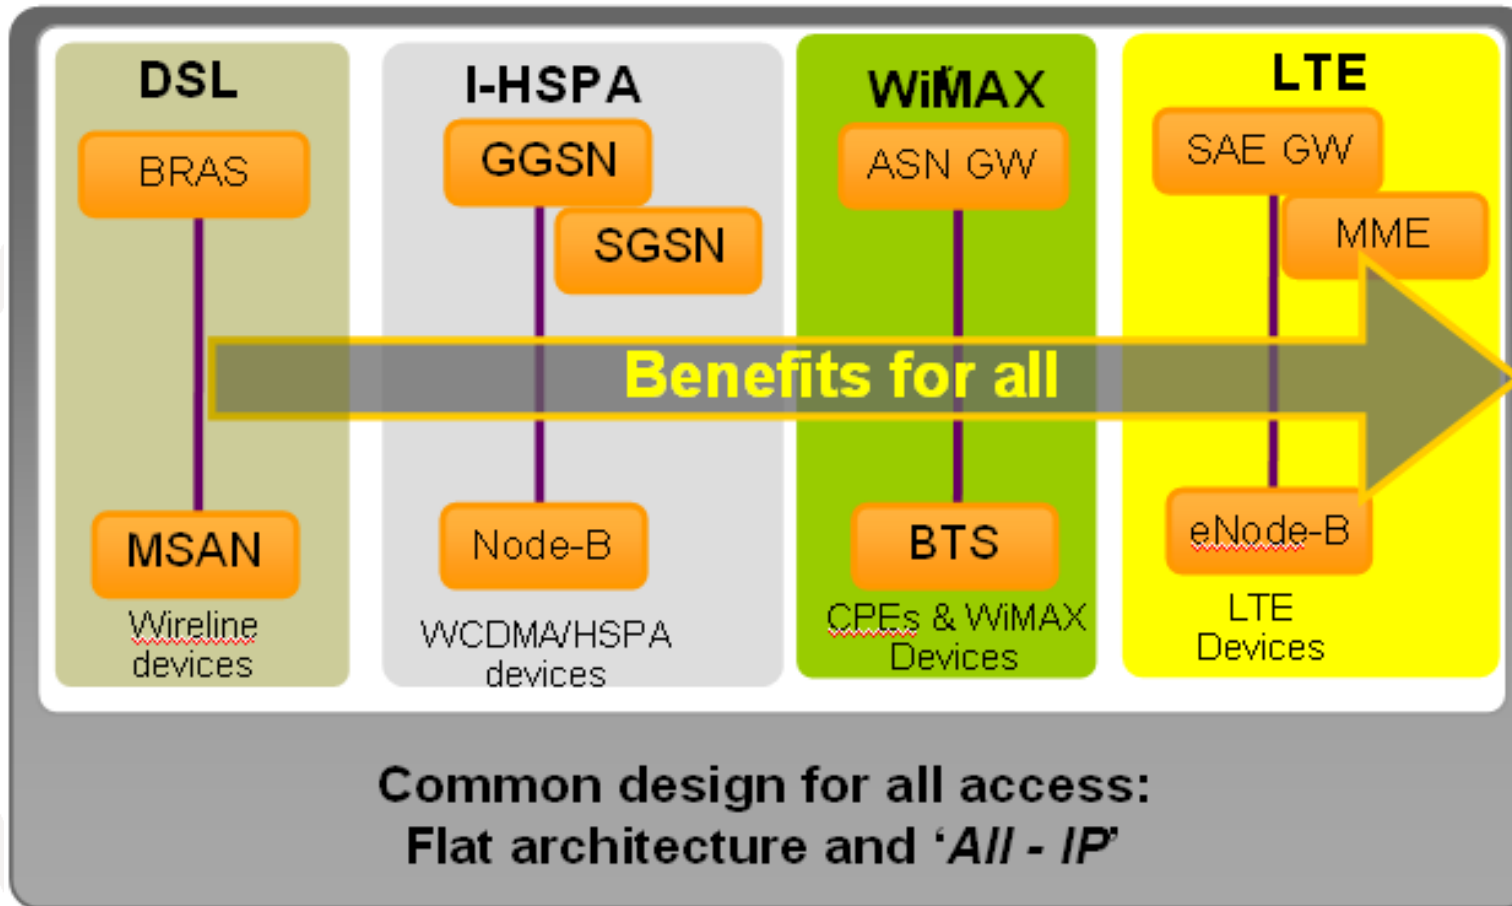 DSL
BRAS
MSAN
Wireline
devices
I-HSPA
GGSN
SGSN
Node-B
WCDMA/HSPA
devices
WiMAX
ASN GW
BTS
CPEs & WiMAX
Devices
LTE
SAE GW
MME
eNode-B
LTE
Devices
Benefits for all
Common design for all access:
Flat architecture and ‘All - IP’